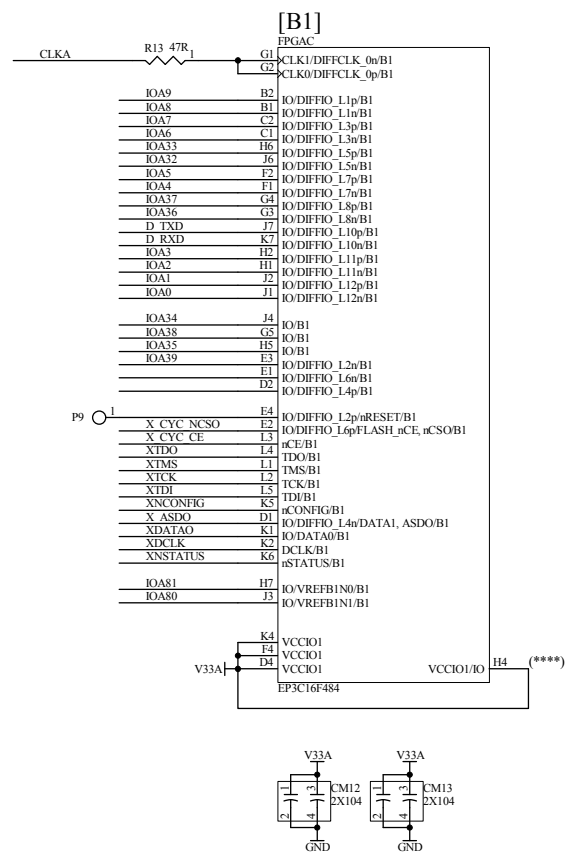 [B1]
FPGAC
CLKA R13 47R 1 G1 CLK1/DIFFCLK_0n/B1
G2 CLK0/DIFFCLK_0p/B1
IOA9 B2 IO/DIFFIO_L1p/B1
IOA8 B1 IO/DIFFIO_L1n/B1
IOA7 C2 IO/DIFFIO_L3p/B1
IOA6 C1 IO/DIFFIO_L3n/B1
IOA33 H6 IO/DIFFIO_L5p/B1
IOA32 J6 IO/DIFFIO_L5n/B1
IOA5 F2 IO/DIFFIO_L7p/B1
IOA4 F1 IO/DIFFIO_L7n/B1
IOA37 G4 IO/DIFFIO_L8p/B1
IOA36 G3 IO/DIFFIO_L8n/B1
D_TXD J7 IO/DIFFIO_L10p/B1
D_RXD K7 IO/DIFFIO_L10n/B1
IOA3 H2 IO/DIFFIO_L11p/B1
IOA2 H1 IO/DIFFIO_L11n/B1
IOA1 J2 IO/DIFFIO_L12p/B1
IOA0 J1 IO/DIFFIO_L12n/B1
IOA34 J4 IO/B1
IOA38 G5 IO/B1
IOA35 H5 IO/B1
IOA39 E3 IO/DIFFIO_L2n/B1
E1 IO/DIFFIO_L6n/B1
D2 IO/DIFFIO_L4p/B1
P9 1 E4 IO/DIFFIO_L2p/nRESET/B1
X_CYC_NCSO E2 IO/DIFFIO_L6p/FLASH_nCE, nCSO/B1
X_CYC_CE L3 nCE/B1
XTDO L4 TDO/B1
XTMS L1 TMS/B1
XTCK L2 TCK/B1
XTDI L5 TDI/B1
XNCONFIG K5 nCONFIG/B1
X_ASDO D1 IO/DIFFIO_L4n/DATA1, ASDO/B1
XDATAO K1 IO/DATA0/B1
XDCLK K2 DCLK/B1
XNSTATUS K6 nSTATUS/B1
IOA81 H7 IO/VREFB1N0/B1
IOA80 J3 IO/VREFB1N1/B1
K4 VCCIO1
F4 VCCIO1
V33A D4 VCCIO1 VCCIO1/IO H4 (****)
EP3C16F484
V33A V33A
1 3 CM12 1 3 CM13
2X104 2X104
2 4 2 4
GND GND